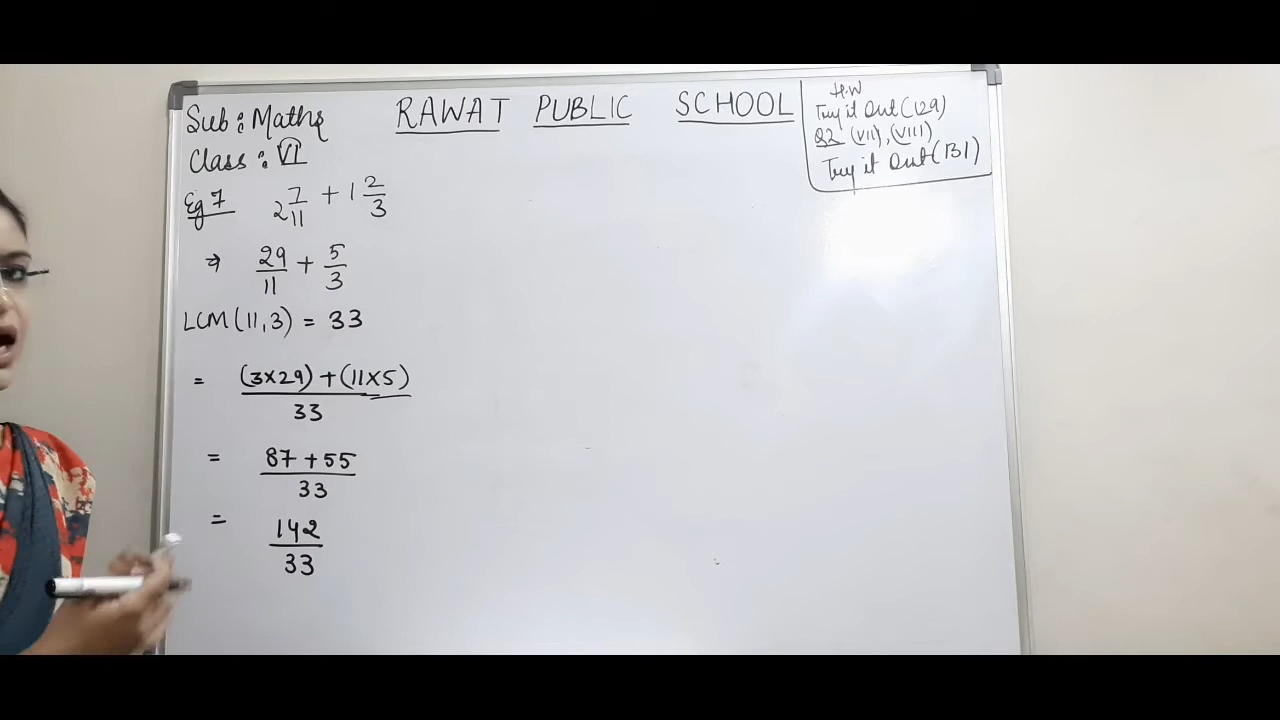 Sub : Maths
RAWAT PUBLIC SCHOOL
Class : VI
H.W
Try it Out (129)
Q2 (VII), (VIII)
Try it Out (131)
Eg 7 2 7/11 + 1 2/3
⇒ 29/11 + 5/3
LCM (11,3) = 33
= (3×29) + (11×5)
33
= 87 + 55
33
= 142
33